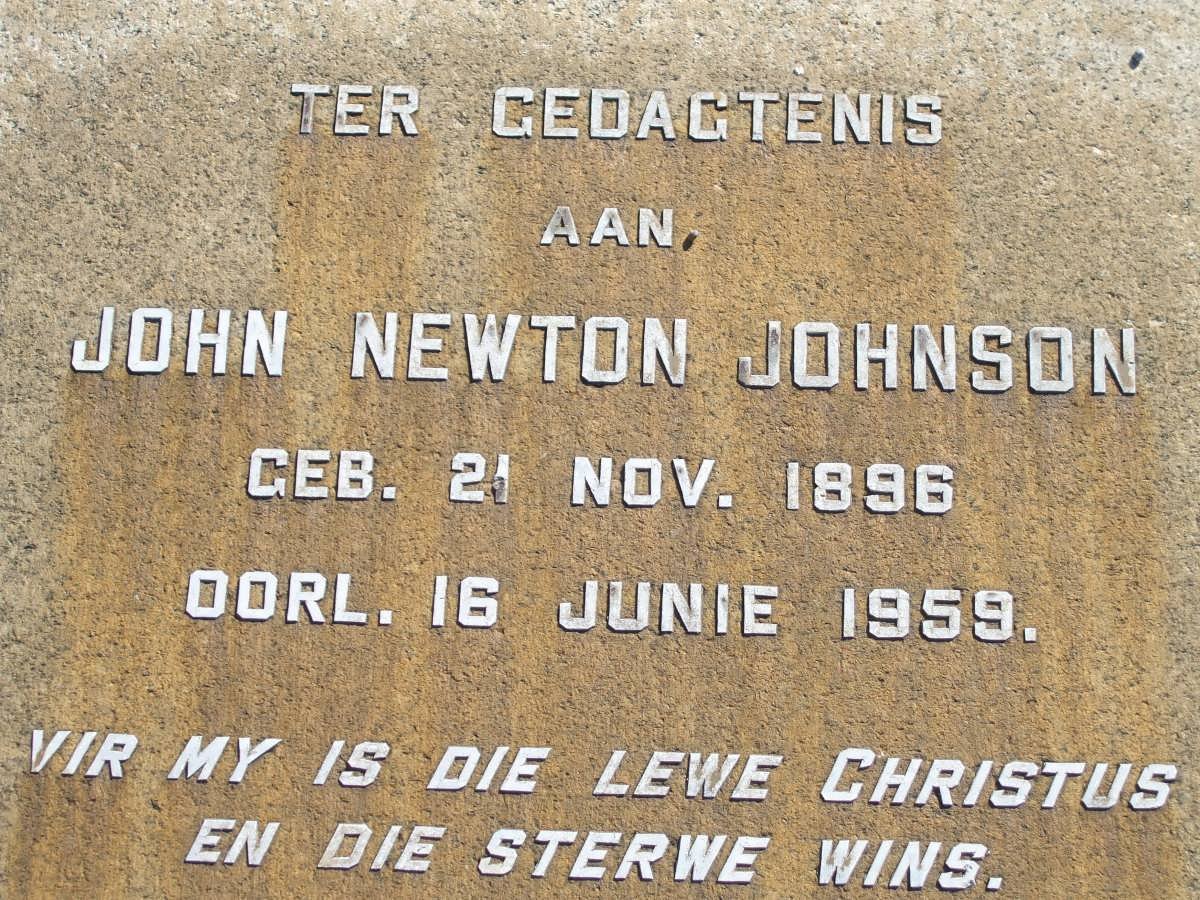 TER GEDACTENIS
AAN
JOHN NEWTON JOHNSON
GEB. 21 NOV. 1896
OORL. 16 JUNIE 1959.
VIR MY IS DIE LEWE CHRISTUS
EN DIE STERWE WINS.